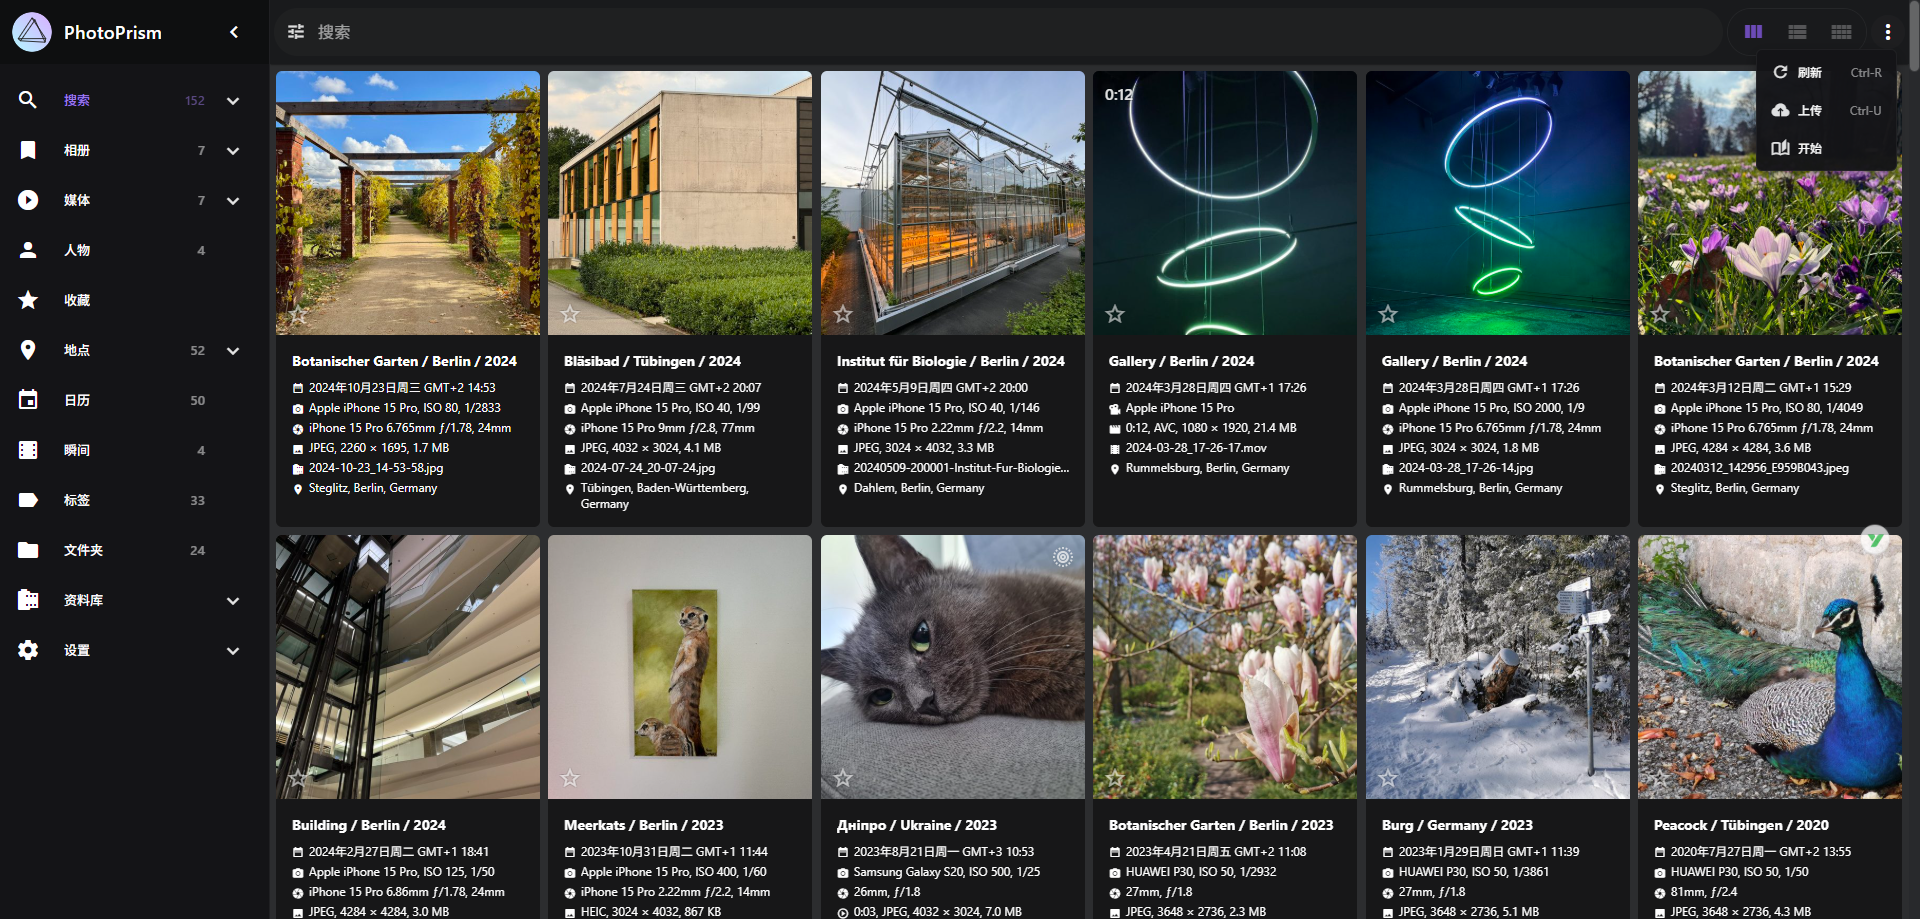 PhotoPrism
搜索
搜索 152
相册 7
媒体 7
人物 4
收藏
地点 52
日历 50
瞬间 4
标签 33
文件夹 24
资料库
设置
刷新 Ctrl-R
上传 Ctrl-U
开始
Botanischer Garten / Berlin / 2024
2024年10月23日周三 GMT+2 14:53
Apple iPhone 15 Pro, ISO 80, 1/2833
iPhone 15 Pro 6.765mm ƒ/1.78, 24mm
JPEG, 2260 × 1695, 1.7 MB
2024-10-23_14-53-58.jpg
Steglitz, Berlin, Germany
Bläsibad / Tübingen / 2024
2024年7月24日周三 GMT+2 20:07
Apple iPhone 15 Pro, ISO 40, 1/99
iPhone 15 Pro 9mm ƒ/2.8, 77mm
JPEG, 4032 × 3024, 4.1 MB
2024-07-24_20-07-24.jpg
Tübingen, Baden-Württemberg,
Germany
Institut für Biologie / Berlin / 2024
2024年5月9日周四 GMT+2 20:00
Apple iPhone 15 Pro, ISO 40, 1/146
iPhone 15 Pro 2.22mm ƒ/2.2, 14mm
JPEG, 3024 × 4032, 3.3 MB
20240509-200001-Institut-Fur-Biologie...
Dahlem, Berlin, Germany
0:12
Gallery / Berlin / 2024
2024年3月28日周四 GMT+1 17:26
Apple iPhone 15 Pro
0:12, AVC, 1080 × 1920, 21.4 MB
2024-03-28_17-26-17.mov
Rummelsburg, Berlin, Germany
Gallery / Berlin / 2024
2024年3月28日周四 GMT+1 17:26
Apple iPhone 15 Pro, ISO 2000, 1/9
iPhone 15 Pro 6.765mm ƒ/1.78, 24mm
JPEG, 3024 × 3024, 1.8 MB
2024-03-28_17-26-14.jpg
Rummelsburg, Berlin, Germany
Botanischer Garten / Berlin / 2024
2024年3月12日周二 GMT+1 15:29
Apple iPhone 15 Pro, ISO 80, 1/4049
iPhone 15 Pro 6.765mm ƒ/1.78, 24mm
JPEG, 4284 × 4284, 3.6 MB
20240312_142956_E959B043.jpeg
Steglitz, Berlin, Germany
Building / Berlin / 2024
2024年2月27日周二 GMT+1 18:41
Apple iPhone 15 Pro, ISO 125, 1/50
iPhone 15 Pro 6.86mm ƒ/1.78, 24mm
JPEG, 4284 × 4284, 3.0 MB
Meerkats / Berlin / 2023
2023年10月31日周二 GMT+1 11:44
Apple iPhone 15 Pro, ISO 400, 1/60
iPhone 15 Pro 2.22mm ƒ/2.2, 14mm
HEIC, 3024 × 4032, 867 KB
Дніпро / Ukraine / 2023
2023年8月21日周一 GMT+3 10:53
Samsung Galaxy S20, ISO 500, 1/25
26mm, ƒ/1.8
0:03, JPEG, 4032 × 3024, 7.0 MB
Botanischer Garten / Berlin / 2023
2023年4月21日周五 GMT+2 11:08
HUAWEI P30, ISO 50, 1/2932
27mm, ƒ/1.8
JPEG, 3648 × 2736, 2.3 MB
Burg / Germany / 2023
2023年1月29日周日 GMT+1 11:39
HUAWEI P30, ISO 50, 1/3861
27mm, ƒ/1.8
JPEG, 3648 × 2736, 5.1 MB
Peacock / Tübingen / 2020
2020年7月27日周一 GMT+2 13:55
HUAWEI P30, ISO 50, 1/50
81mm, ƒ/2.4
JPEG, 3648 × 2736, 4.3 MB